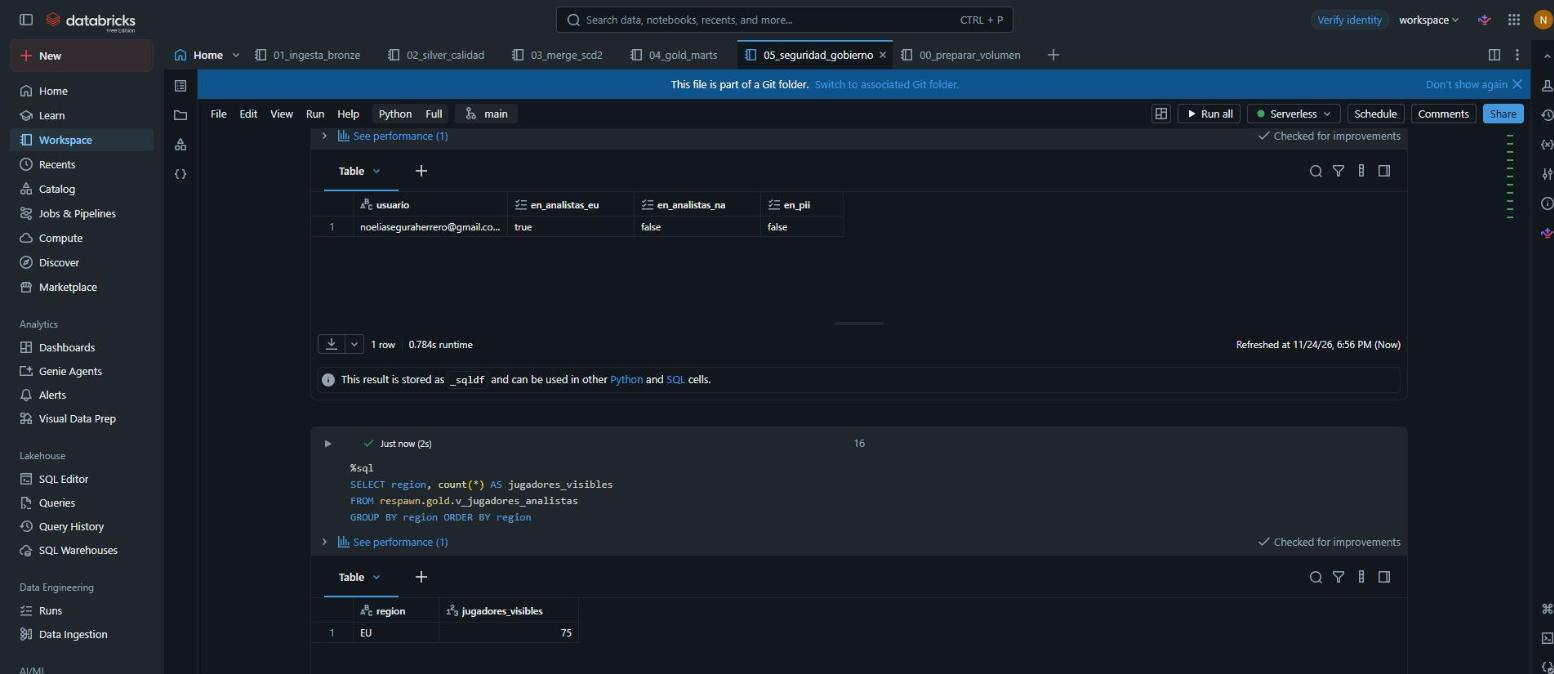 databricks
Free Edition
Search data, notebooks, recents, and more...
CTRL + P
Verify identity
workspace
N
New
Home
01_ingesta_bronze
02_silver_calidad
03_merge_scd2
04_gold_marts
05_seguridad_gobierno
00_preparar_volumen
This file is part of a Git folder. Switch to associated Git folder.
Don't show again
File Edit View Run Help Python Full main
Run all
Serverless
Schedule
Comments
Share
Home
Learn
Workspace
Recents
Catalog
Jobs & Pipelines
Compute
Discover
Marketplace
Analytics
Dashboards
Genie Agents
Alerts
Visual Data Prep
Lakehouse
SQL Editor
Queries
Query History
SQL Warehouses
Data Engineering
Runs
Data Ingestion
AI/ML
See performance (1)
Checked for improvements
Table
usuario en_analistas_eu en_analistas_na en_pii
1 noeliaseguraherrero@gmail.co... true false false
1 row 0.784s runtime
Refreshed at 11/24/26, 6:56 PM (Now)
This result is stored as _sqldf and can be used in other Python and SQL cells.
Just now (2s)
16
%sql
SELECT region, count(*) AS jugadores_visibles
FROM respawn.gold.v_jugadores_analistas
GROUP BY region ORDER BY region
See performance (1)
Checked for improvements
Table
region jugadores_visibles
1 EU 75